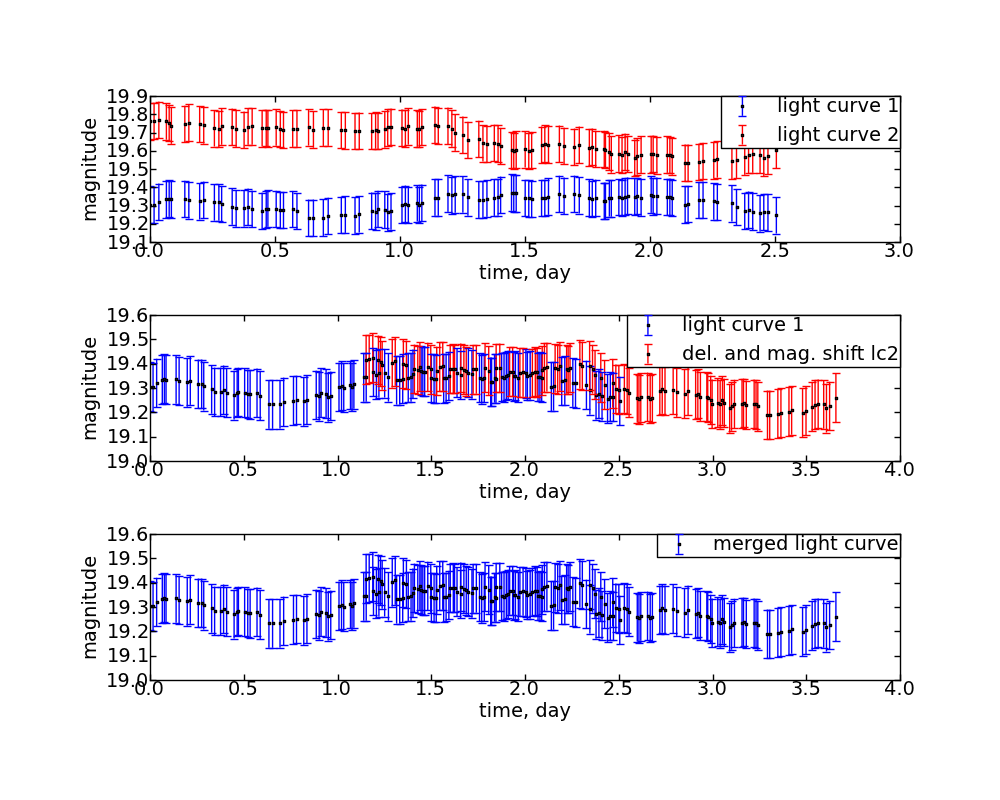 19.9
19.8
19.7
19.6
19.5
19.4
19.3
19.2
19.1
magnitude
light curve 1
light curve 2
0.0 0.5 1.0 1.5 2.0 2.5 3.0
time, day
19.6
19.5
19.4
19.3
19.2
19.1
19.0
magnitude
light curve 1
del. and mag. shift lc2
0.0 0.5 1.0 1.5 2.0 2.5 3.0 3.5 4.0
time, day
19.6
19.5
19.4
19.3
19.2
19.1
19.0
magnitude
merged light curve
0.0 0.5 1.0 1.5 2.0 2.5 3.0 3.5 4.0
time, day